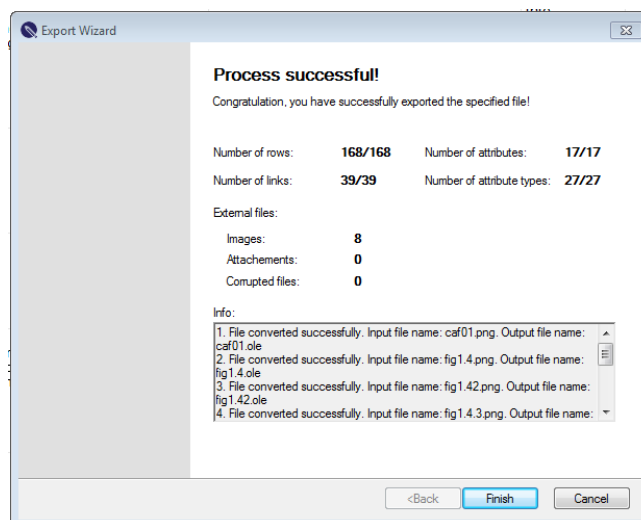 Export Wizard
Process successful!
Congratulation, you have successfully exported the specified file!
Number of rows: 168/168 Number of attributes: 17/17
Number of links: 39/39 Number of attribute types: 27/27
External files:
Images: 8
Attachements: 0
Corrupted files: 0
Info:
1. File converted successfully. Input file name: caf01.png. Output file name:
caf01.ole
2. File converted successfully. Input file name: fig1.4.png. Output file name:
fig1.4.ole
3. File converted successfully. Input file name: fig1.42.png. Output file name:
fig1.42.ole
4. File converted successfully. Input file name: fig1.4.3.png. Output file name:
<Back Finish Cancel